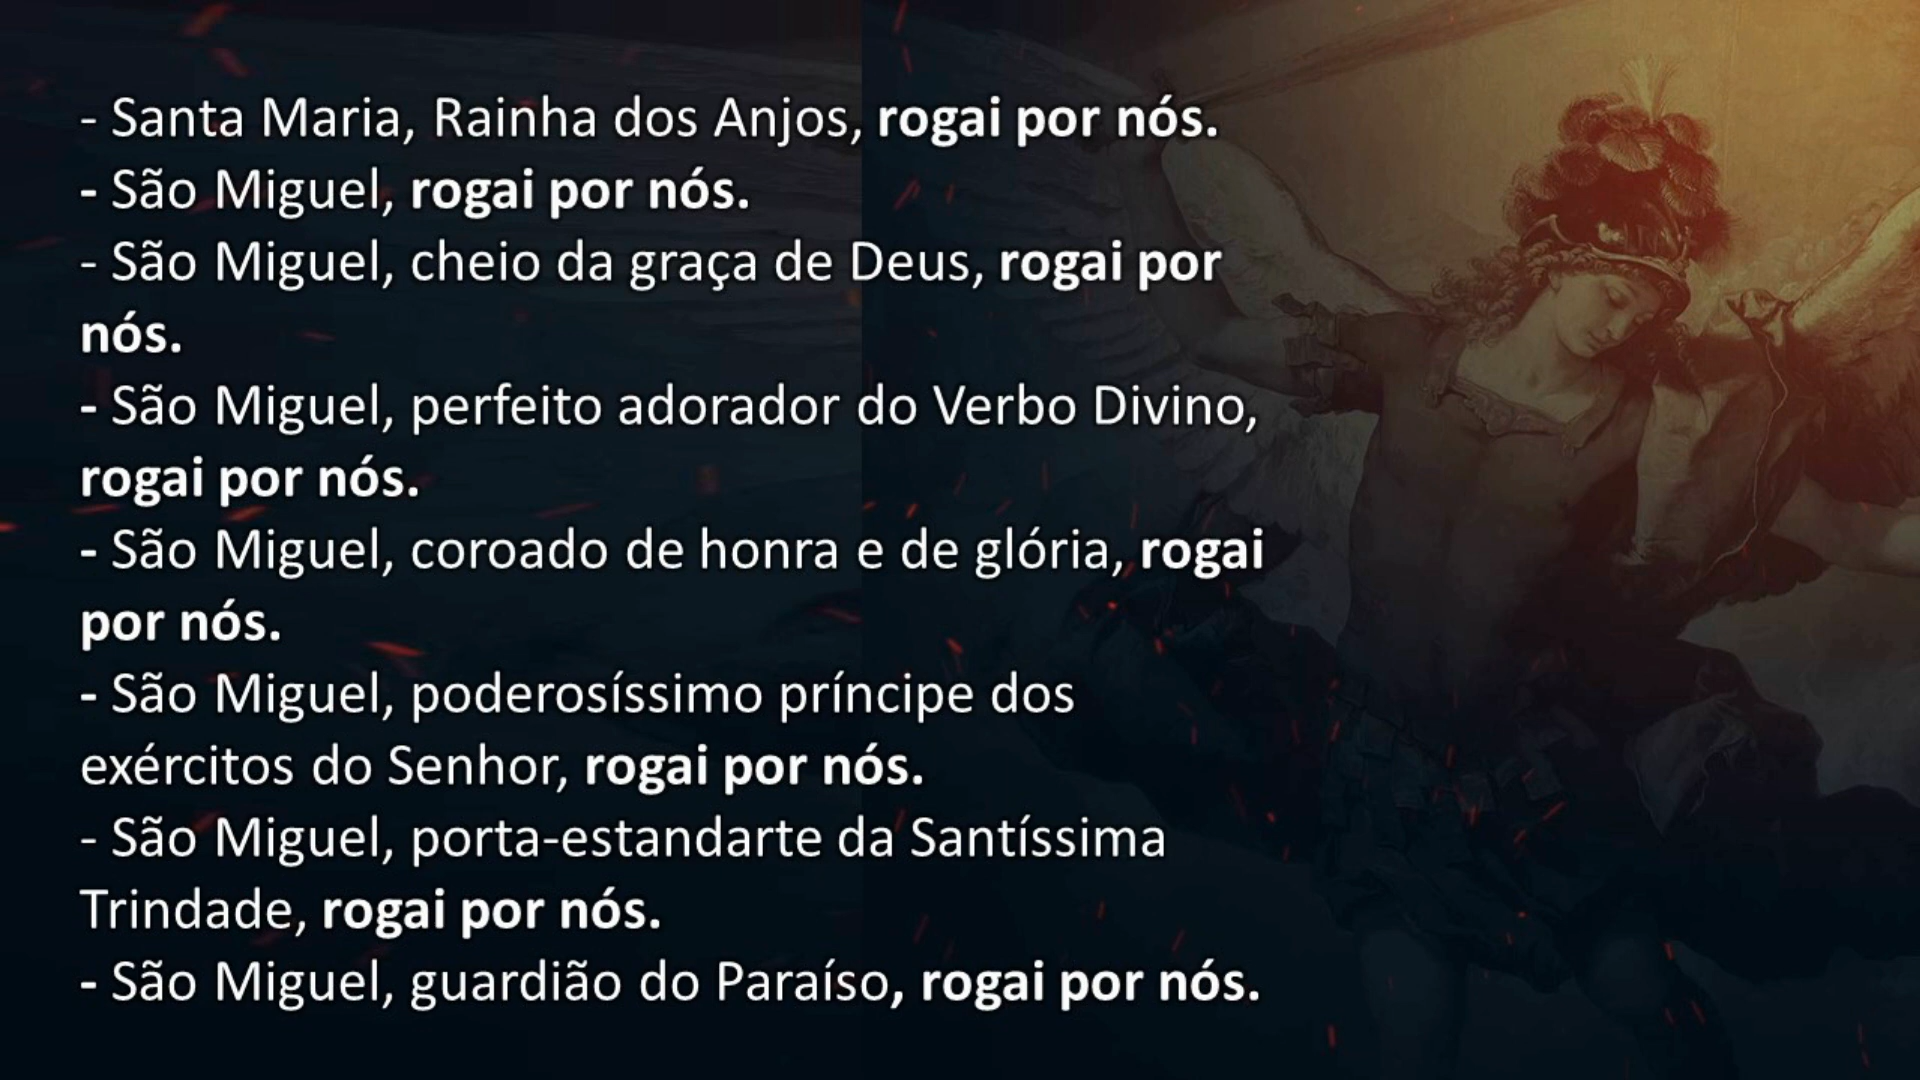 - Santa Maria, Rainha dos Anjos, rogai por nós.
- São Miguel, rogai por nós.
- São Miguel, cheio da graça de Deus, rogai por
nós.
- São Miguel, perfeito adorador do Verbo Divino,
rogai por nós.
- São Miguel, coroado de honra e de glória, rogai
por nós.
- São Miguel, poderosíssimo príncipe dos
exércitos do Senhor, rogai por nós.
- São Miguel, porta-estandarte da Santíssima
Trindade, rogai por nós.
- São Miguel, guardião do Paraíso, rogai por nós.